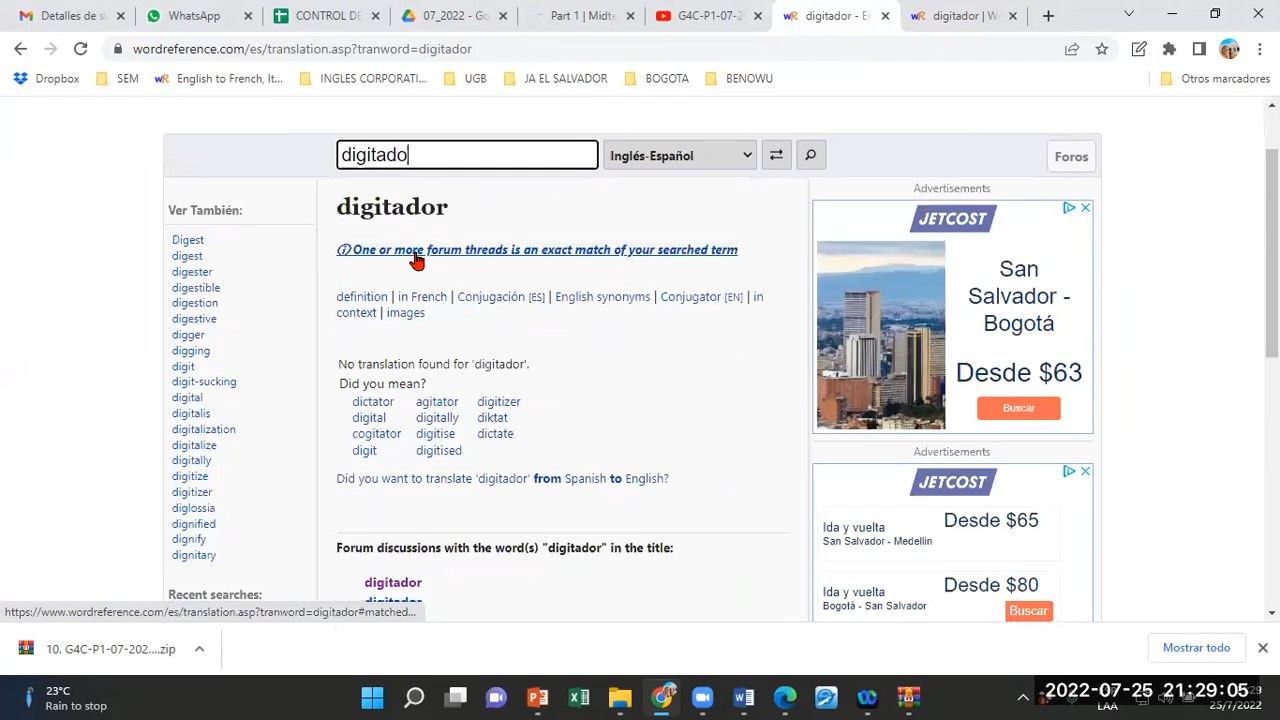 Detalles de su
WhatsApp
CONTROL DE
07_2022 - Go
Part 1 | Midte
G4C-P1-07-20
digitador - En
digitador | W
wordreference.com/es/translation.asp?tranword=digitador
Dropbox
SEM
English to French, It...
INGLES CORPORATI...
UGB
JA EL SALVADOR
BOGOTA
BENOWU
Otros marcadores
digitado
Inglés-Español
Foros
Ver También:
Digest
digest
digester
digestible
digestion
digestive
digger
digging
digit
digit-sucking
digital
digitalis
digitalization
digitalize
digitally
digitize
digitizer
diglossia
dignified
dignify
dignitary
Recent searches:
digitador
One or more forum threads is an exact match of your searched term
definition | in French | Conjugación [ES] | English synonyms | Conjugator [EN] | in
context | images
No translation found for 'digitador'.
Did you mean?
dictator agitator digitizer
digital digitally diktat
cogitator digitise dictate
digit digitised
Did you want to translate 'digitador' from Spanish to English?
Forum discussions with the word(s) "digitador" in the title:
digitador
digitador
Advertisements
JETCOST
San
Salvador -
Bogotá
Desde $63
Buscar
Advertisements
JETCOST
Ida y vuelta
San Salvador - Medellin
Desde $65
Ida y vuelta
Bogotá - San Salvador
Desde $80
Buscar
https://www.wordreference.com/es/translation.asp?tranword=digitador#matched...
10. G4C-P1-07-202....zip
Mostrar todo
23°C
Rain to stop
LAA
2022-07-25 21:29:05
25/7/2022